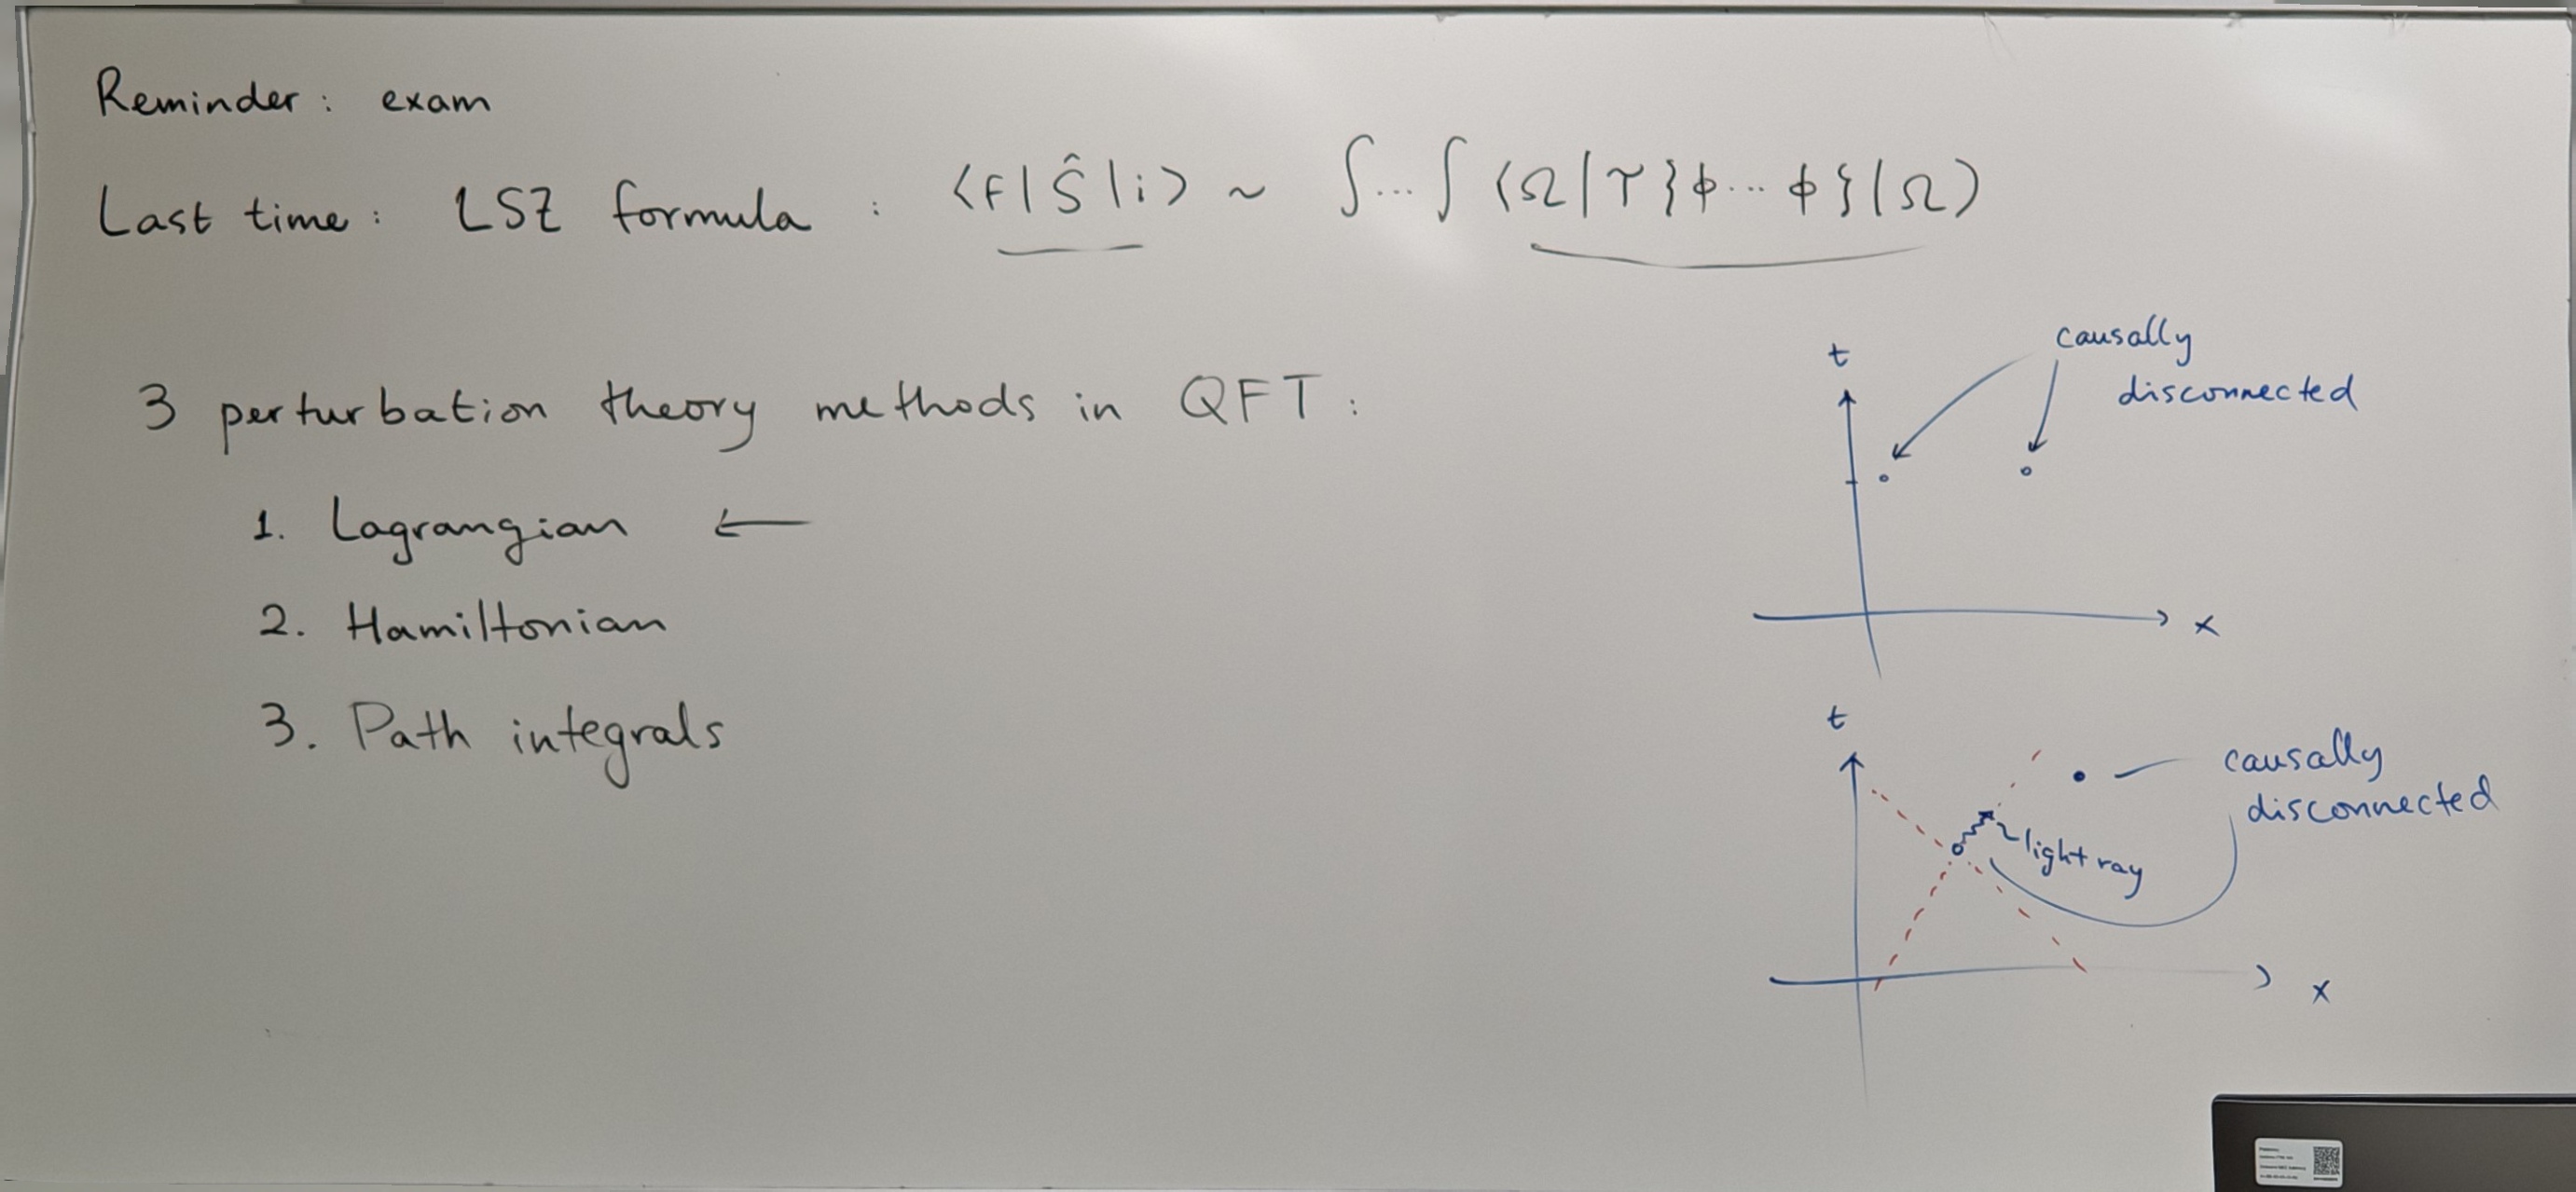 Reminder : exam
Last time : LSZ formula : ⟨f|Ŝ|i⟩ ~ ∫...∫ ⟨Ω|T{ϕ...ϕ}|Ω⟩
3 perturbation theory methods in QFT :
1. Lagrangian ←
2. Hamiltonian
3. Path integrals
t
causally
disconnected
x
t
causally
disconnected
light ray
x